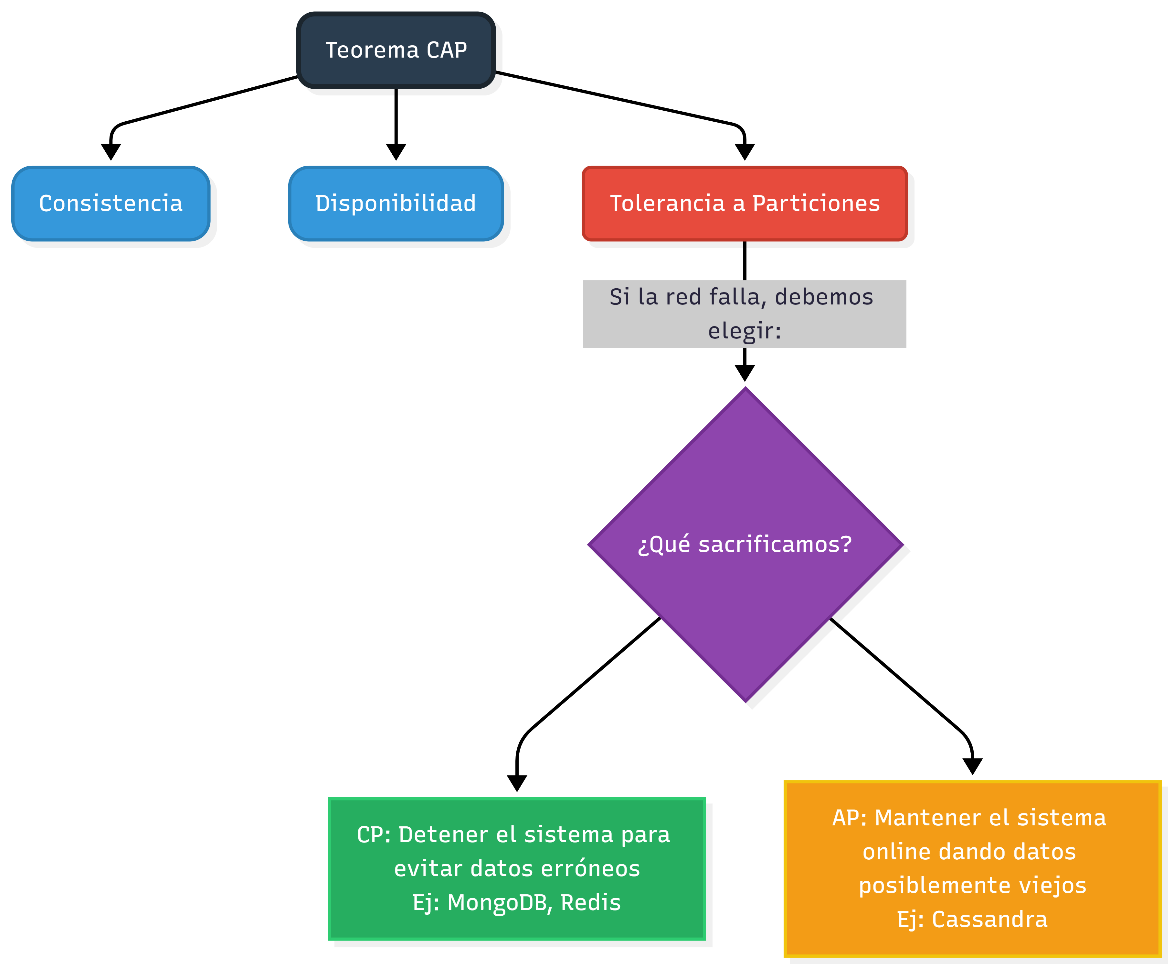 Teorema CAP
Consistencia
Disponibilidad
Tolerancia a Particiones
Si la red falla, debemos
elegir:
¿Qué sacrificamos?
CP: Detener el sistema para
evitar datos erróneos
Ej: MongoDB, Redis
AP: Mantener el sistema
online dando datos
posiblemente viejos
Ej: Cassandra